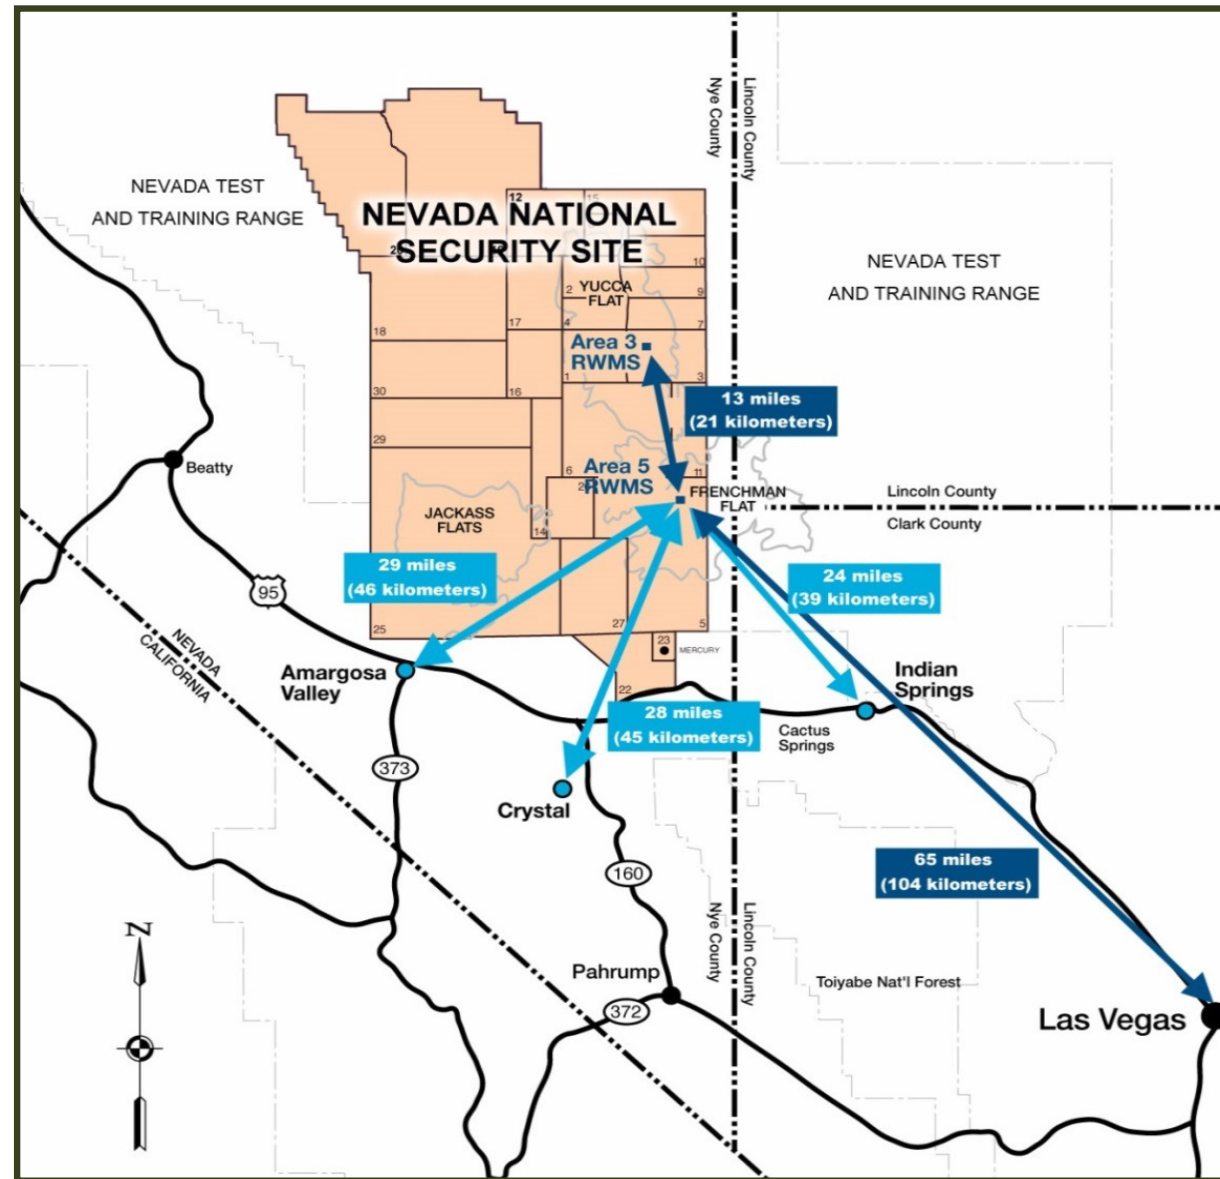 Nye County
Lincoln County
NEVADA TEST
AND TRAINING RANGE
12
15
NEVADA NATIONAL
SECURITY SITE
20
10
NEVADA TEST
AND TRAINING RANGE
2
YUCCA
FLAT
9
18
17
4
7
Area 3
RWMS
1
3
30
16
13 miles
(21 kilometers)
29
Beatty
6
Area 5
RWMS
11
FRENCHMAN
FLAT
Lincoln County
Clark County
JACKASS
FLATS
14
29 miles
(46 kilometers)
24 miles
(39 kilometers)
95
25
27
5
23
MERCURY
NEVADA
CALIFORNIA
Amargosa
Valley
22
Indian
Springs
28 miles
(45 kilometers)
Cactus
Springs
373
Crystal
160
65 miles
(104 kilometers)
Nye County
Lincoln County
N
Pahrump
372
Toiyabe Nat'l Forest
Las Vegas